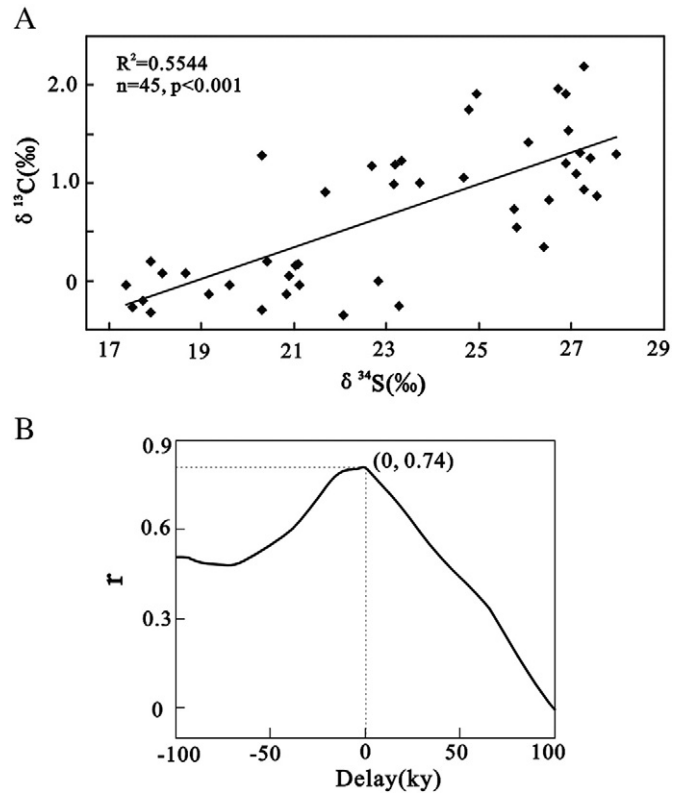 A
R²=0.5544
n=45, p<0.001
2.0
1.0
0
δ ¹³C(‰)
17 19 21 23 25 27 29
δ ³⁴S(‰)
B
0.9
(0, 0.74)
0.6
r
0.3
0
-100 -50 0 50 100
Delay(ky)